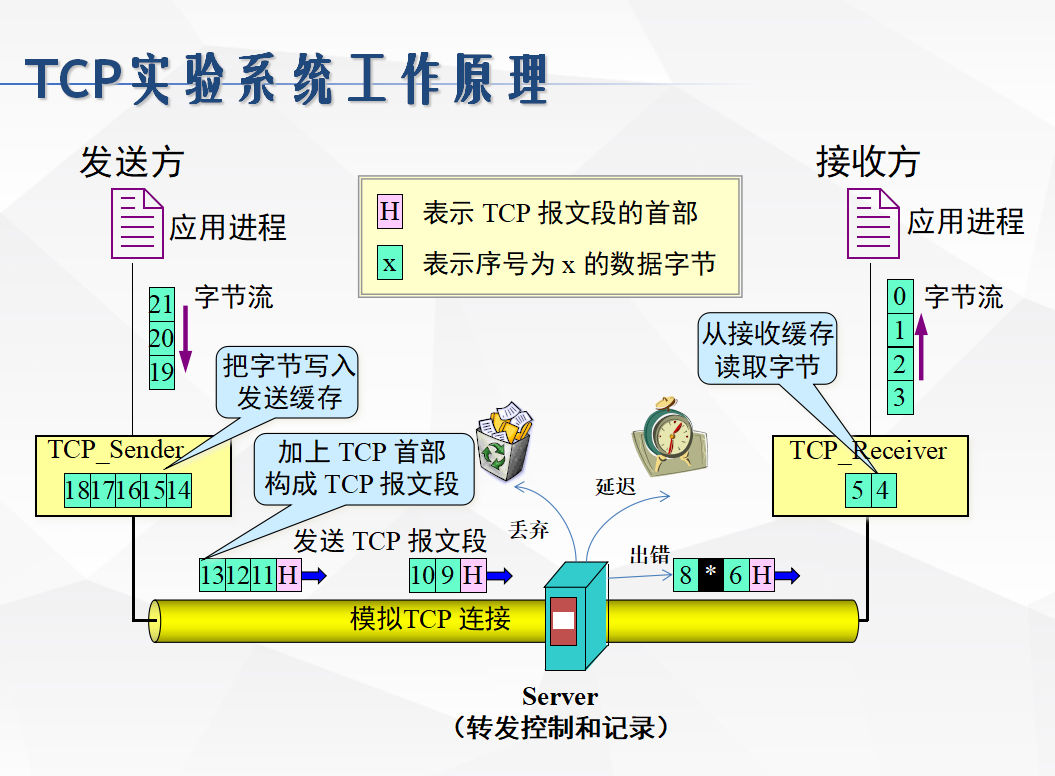 TCP实验系统工作原理
发送方
接收方
应用进程
应用进程
H 表示 TCP 报文段的首部
x 表示序号为 x 的数据字节
21
20
19
字节流
0
1
2
3
字节流
把字节写入
发送缓存
从接收缓存
读取字节
TCP_Sender
18 17 16 15 14
加上 TCP 首部
构成 TCP 报文段
TCP_Receiver
5 4
延迟
丢弃
出错
发送 TCP 报文段
13 12 11 H
10 9 H
8 * 6 H
模拟TCP 连接
Server
（转发控制和记录）